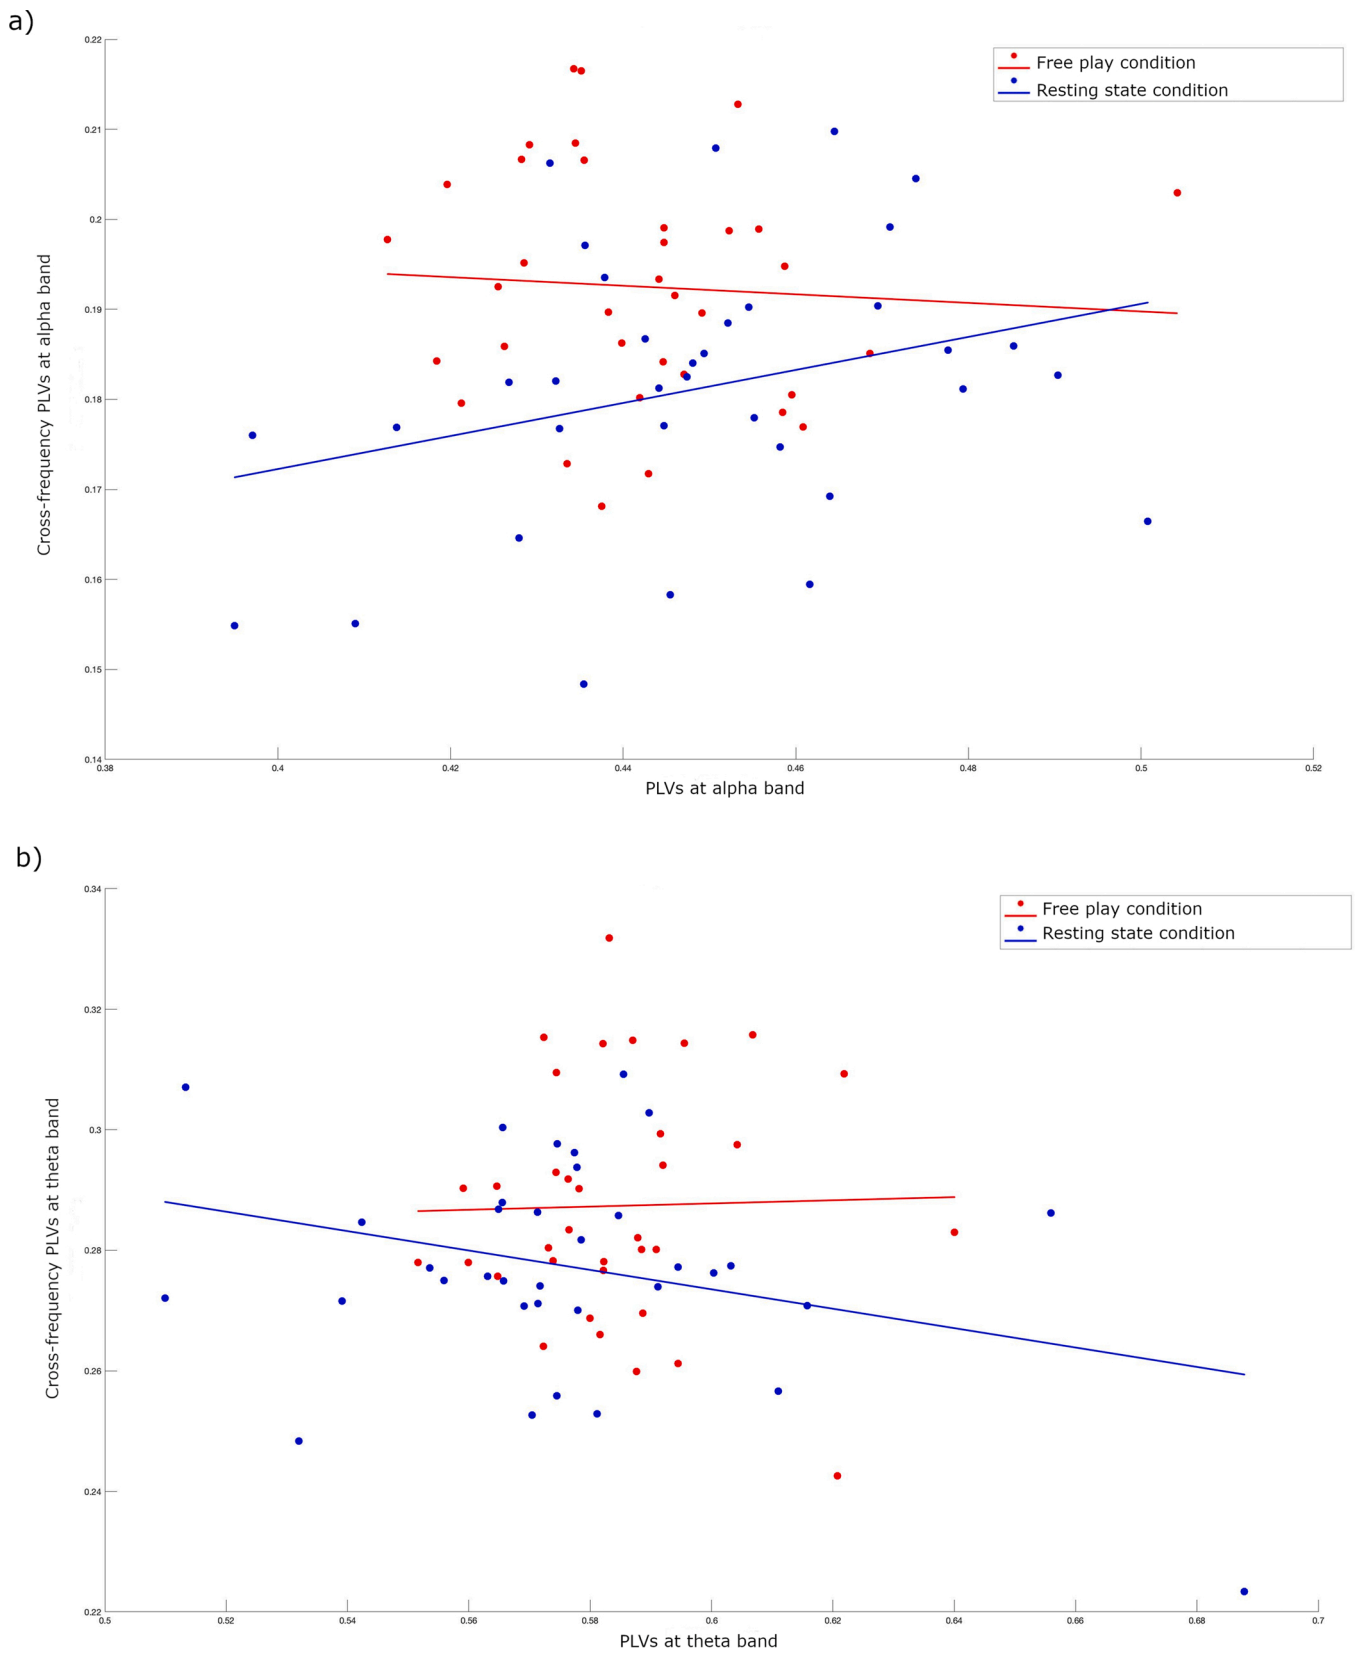 a)
0.22
0.21
0.2
0.19
0.18
0.17
0.16
0.15
0.14
Cross-frequency PLVs at alpha band
Free play condition
Resting state condition
0.38 0.4 0.42 0.44 0.46 0.48 0.5 0.52
PLVs at alpha band
b)
0.34
0.32
0.3
0.28
0.26
0.24
0.22
Cross-frequency PLVs at theta band
Free play condition
Resting state condition
0.5 0.52 0.54 0.56 0.58 0.6 0.62 0.64 0.66 0.68 0.7
PLVs at theta band